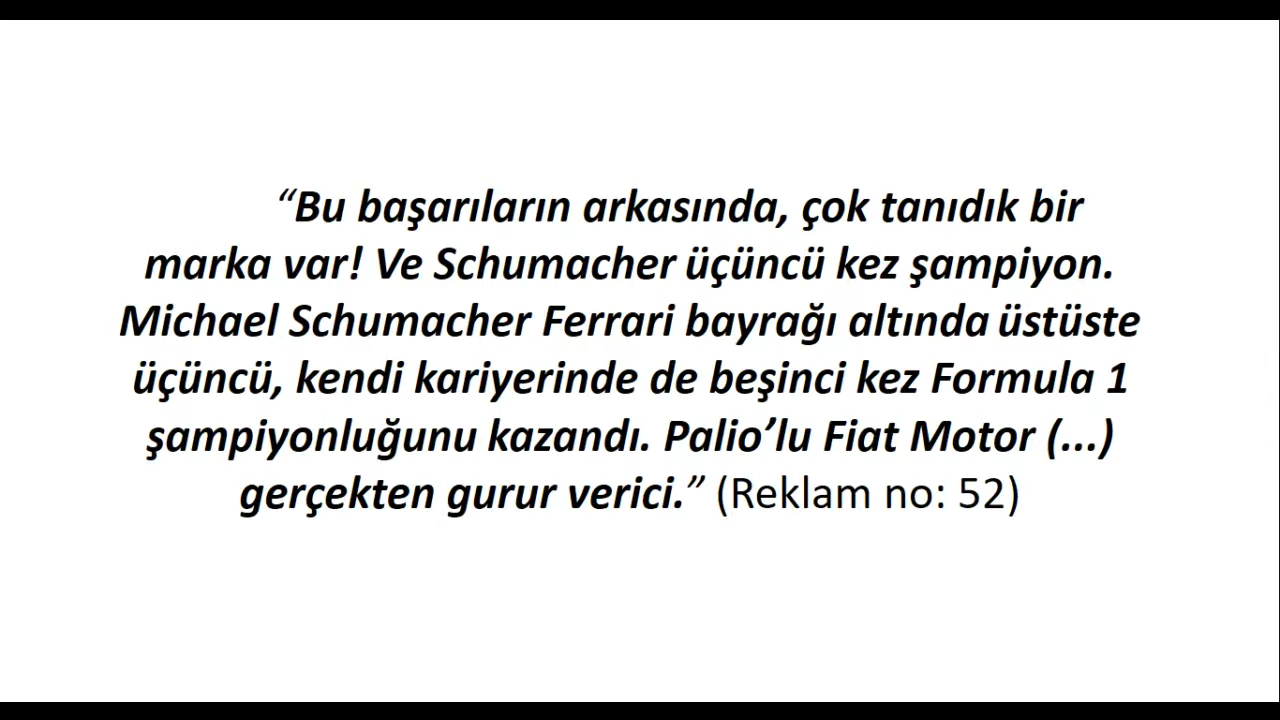 “Bu başarıların arkasında, çok tanıdık bir
marka var! Ve Schumacher üçüncü kez şampiyon.
Michael Schumacher Ferrari bayrağı altında üstüste
üçüncü, kendi kariyerinde de beşinci kez Formula 1
şampiyonluğunu kazandı. Palio’lu Fiat Motor (...)
gerçekten gurur verici.” (Reklam no: 52)